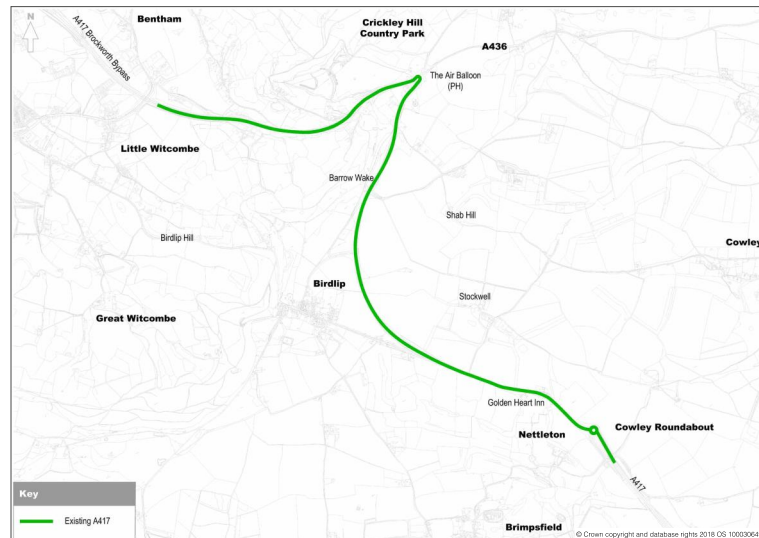 N
Bentham
Crickley Hill
Country Park
A436
A417 Brockworth Bypass
The Air Balloon
(PH)
Little Witcombe
Barrow Wake
Shab Hill
Birdlip Hill
Cowley
Birdlip
Stockwell
Great Witcombe
Golden Heart Inn
Nettleton
Cowley Roundabout
A417
Key
Existing A417
Brimpsfield
© Crown copyright and database rights 2018 OS 10003064